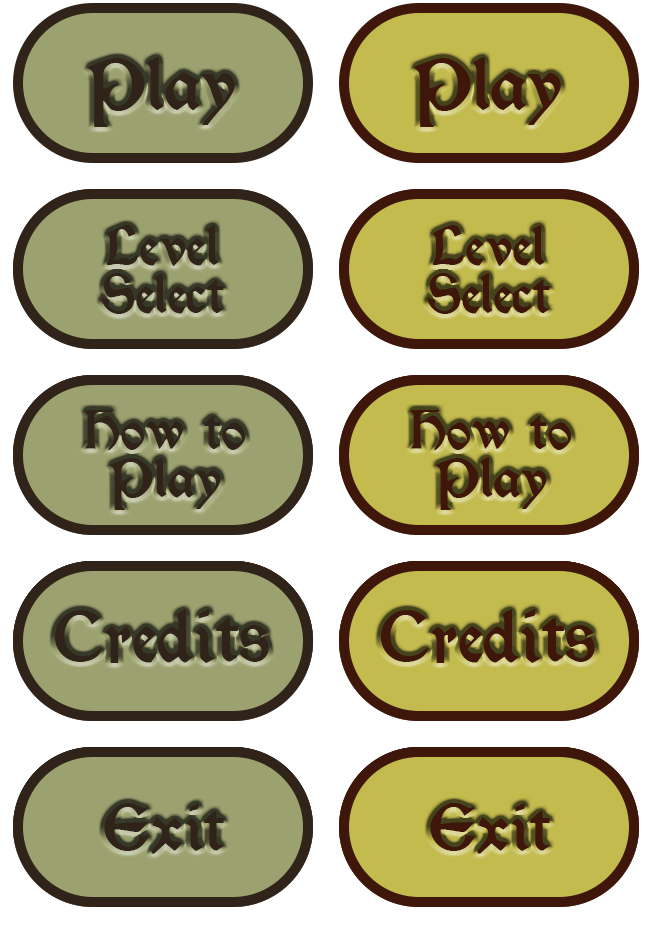 Play Play
Level Level
Select Select
How to How to
Play Play
Credits Credits
Exit Exit